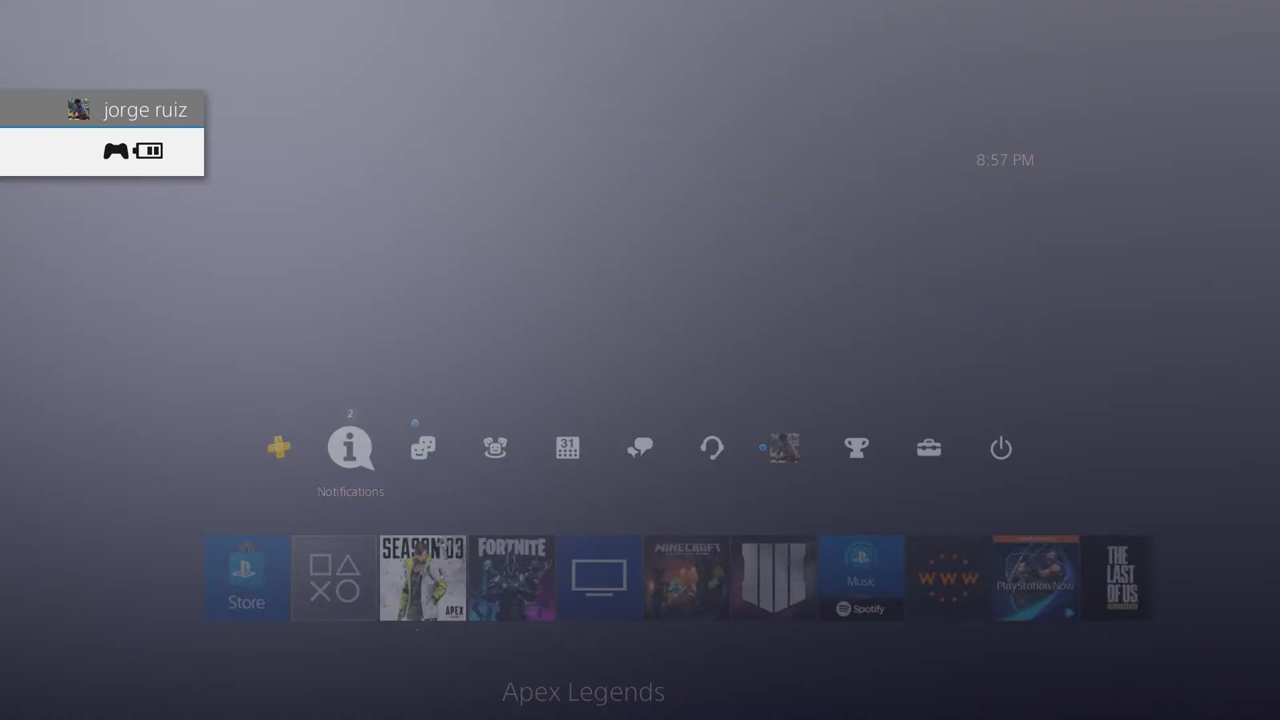 jorge ruiz
8:57 PM
2
31
Notifications
Store
SEASON 03
APEX
FORTNITE
MINECRAFT
Music
Spotify
WWW
PlayStation Now
THE
LAST
OF US
Apex Legends